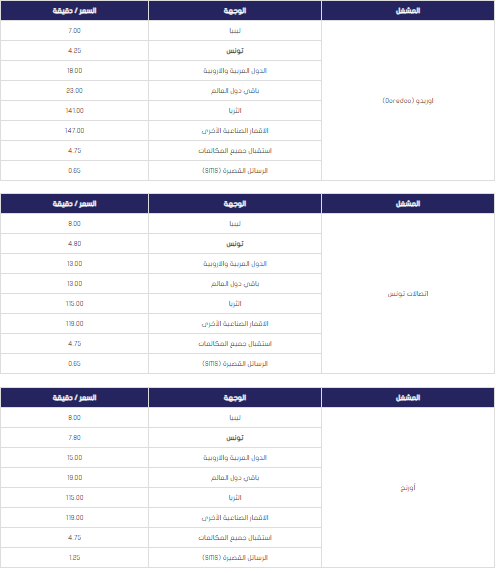 المشغل الوجهة السعر / دقيقة
اوريدو (Ooredoo)
ليبيا 7.00
تونس 4.25
الدول العربية والاروبية 18.00
باقي دول العالم 23.00
الثريا 141.00
الاقمار الصناعية الأخرى 147.00
استقبال جميع المكالمات 4.75
الرسائل القصيرة (SMS) 0.65
المشغل الوجهة السعر / دقيقة
اتصالات تونس
ليبيا 8.00
تونس 4.80
الدول العربية والاروبية 13.00
باقي دول العالم 13.00
الثريا 115.00
الاقمار الصناعية الأخرى 119.00
استقبال جميع المكالمات 4.75
الرسائل القصيرة (SMS) 0.65
المشغل الوجهة السعر / دقيقة
أورنج
ليبيا 8.00
تونس 7.80
الدول العربية والاروبية 15.00
باقي دول العالم 19.00
الثريا 115.00
الاقمار الصناعية الأخرى 119.00
استقبال جميع المكالمات 4.75
الرسائل القصيرة (SMS) 1.25